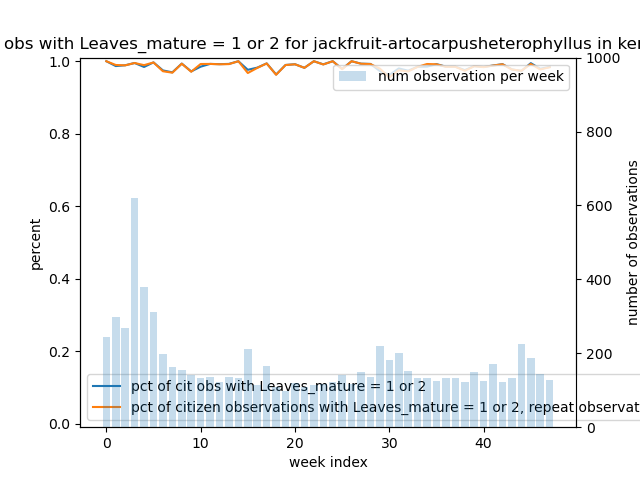 obs with Leaves_mature = 1 or 2 for jackfruit-artocarpusheterophyllus in
num observation per week
pct of cit obs with Leaves_mature = 1 or 2
pct of citizen observations with Leaves_mature = 1 or 2, repeat
percent
1.0
0.8
0.6
0.4
0.2
0.0
number of observations
1000
800
600
400
200
0
0 10 20 30 40
week index